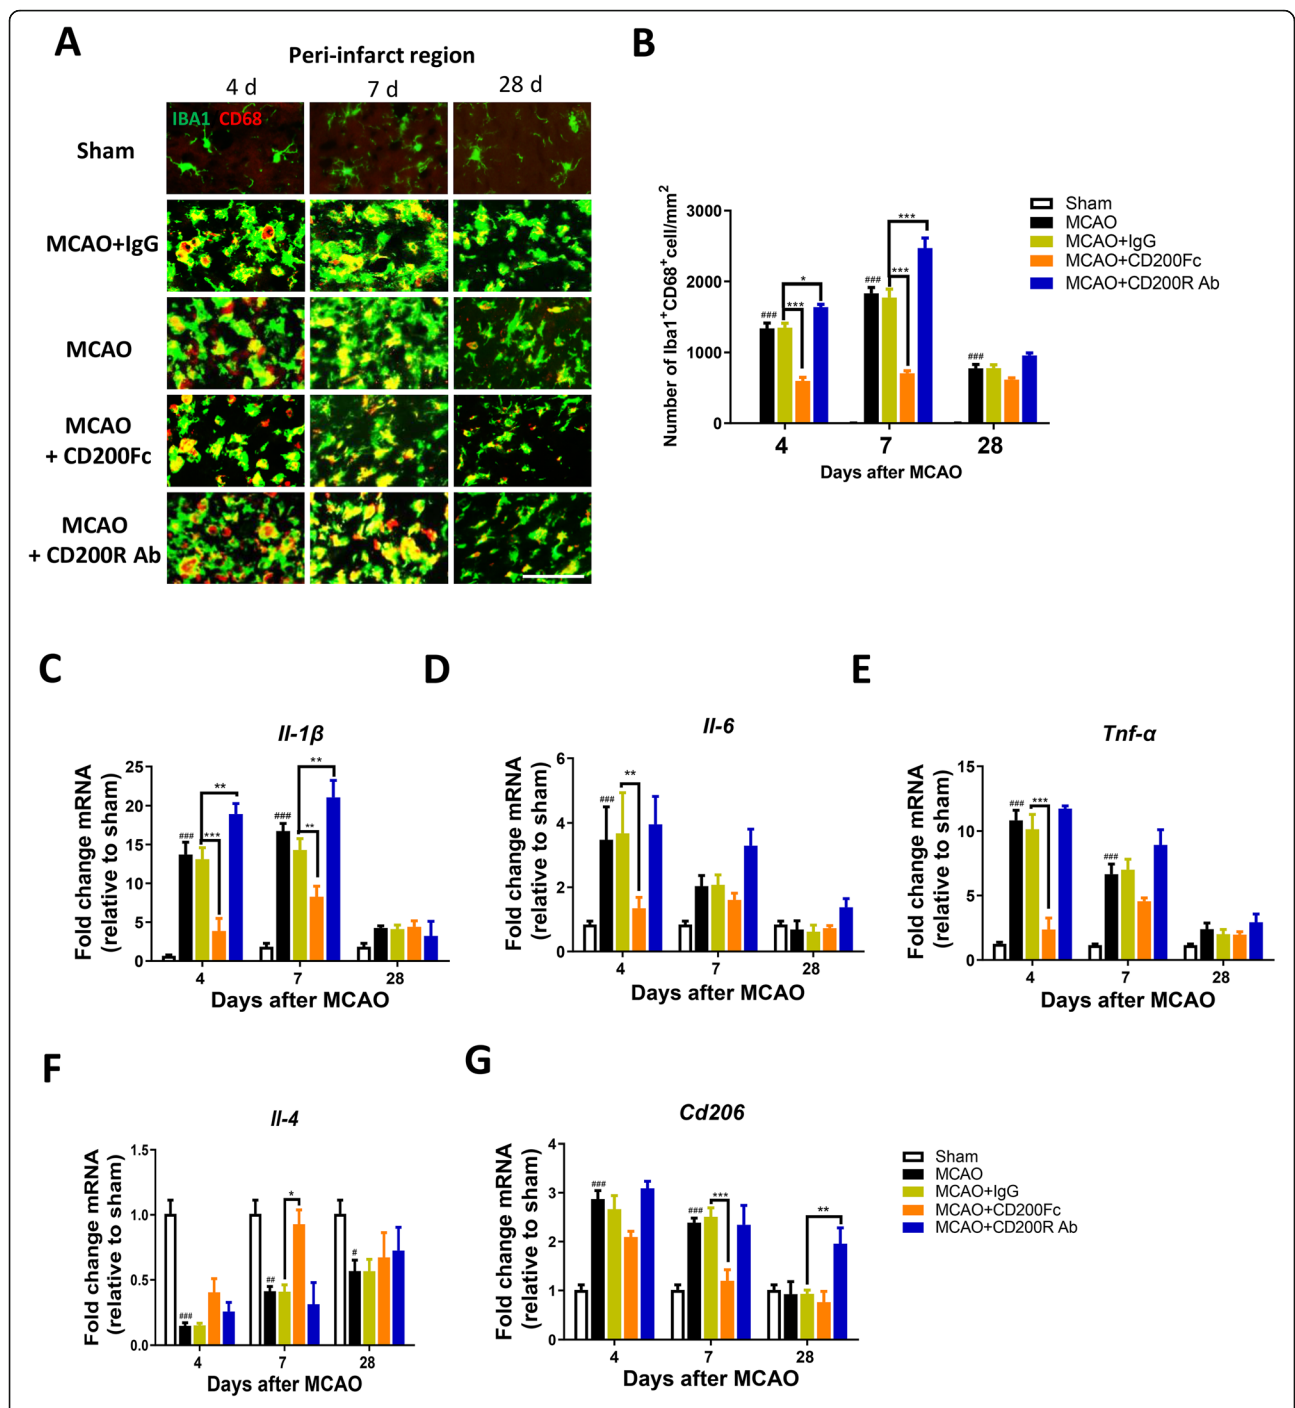 A
Peri-infarct region
4 d 7 d 28 d
IBA1 CD68
Sham
MCAO+IgG
MCAO
MCAO
+ CD200Fc
MCAO
+ CD200R Ab
B
Number of Iba1+CD68+cell/mm2
3000
2000
1000
0
### *** *
### *** ***
###
4 7 28
Days after MCAO
Sham
MCAO
MCAO+IgG
MCAO+CD200Fc
MCAO+CD200R Ab
C
Il-1β
Fold change mRNA
(relative to sham)
25
20
15
10
5
0
### *** **
### ** **
4 7 28
Days after MCAO
D
Il-6
Fold change mRNA
(relative to sham)
6
4
2
0
### **
4 7 28
Days after MCAO
E
Tnf-α
Fold change mRNA
(relative to sham)
15
10
5
0
### ***
###
4 7 28
Days after MCAO
F
Il-4
Fold change mRNA
(relative to sham)
1.5
1.0
0.5
0.0
###
## *
#
4 7 28
Days after MCAO
G
Cd206
Fold change mRNA
(relative to sham)
4
3
2
1
0
###
### ***
**
4 7 28
Days after MCAO
Sham
MCAO
MCAO+IgG
MCAO+CD200Fc
MCAO+CD200R Ab